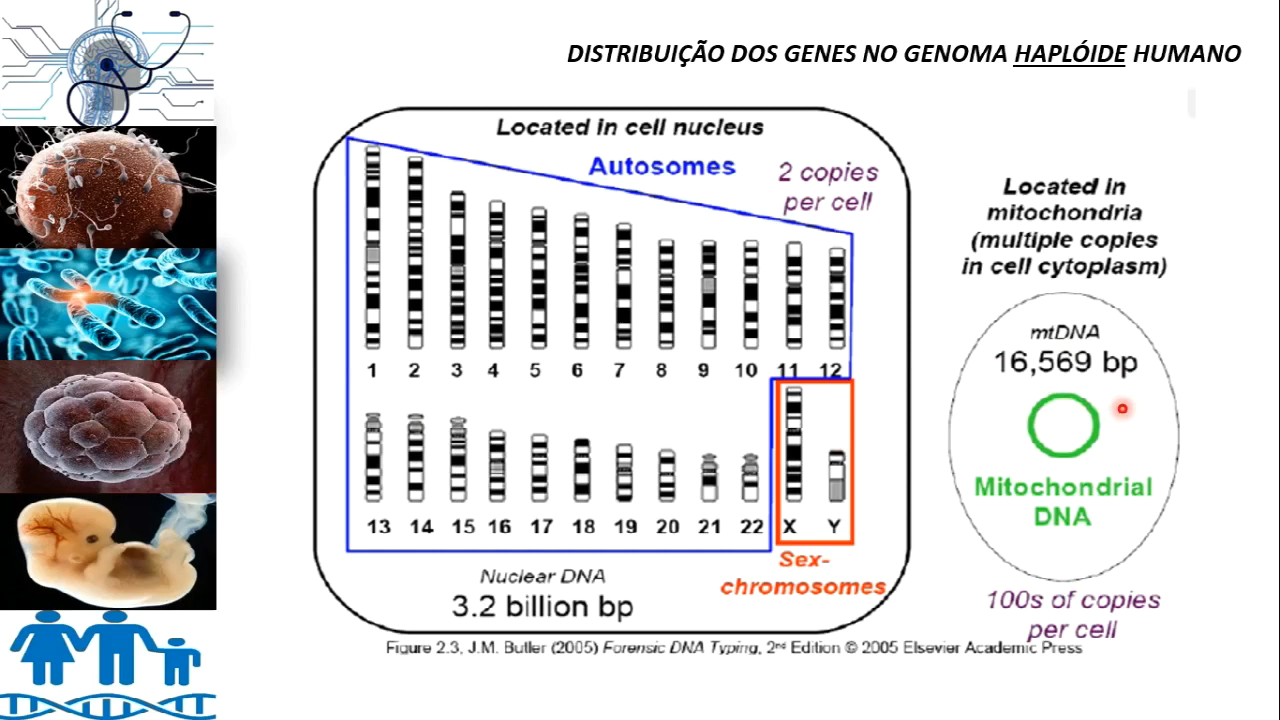 DISTRIBUIÇÃO DOS GENES NO GENOMA HAPLÓIDE HUMANO
Located in cell nucleus
Autosomes
2 copies
per cell
1 2 3 4 5 6 7 8 9 10 11 12
13 14 15 16 17 18 19 20 21 22 X Y
Sex-
chromosomes
Nuclear DNA
3.2 billion bp
Located in
mitochondria
(multiple copies
in cell cytoplasm)
mtDNA
16,569 bp
Mitochondrial
DNA
100s of copies
per cell
Figure 2.3, J.M. Butler (2005) Forensic DNA Typing, 2nd Edition © 2005 Elsevier Academic Press